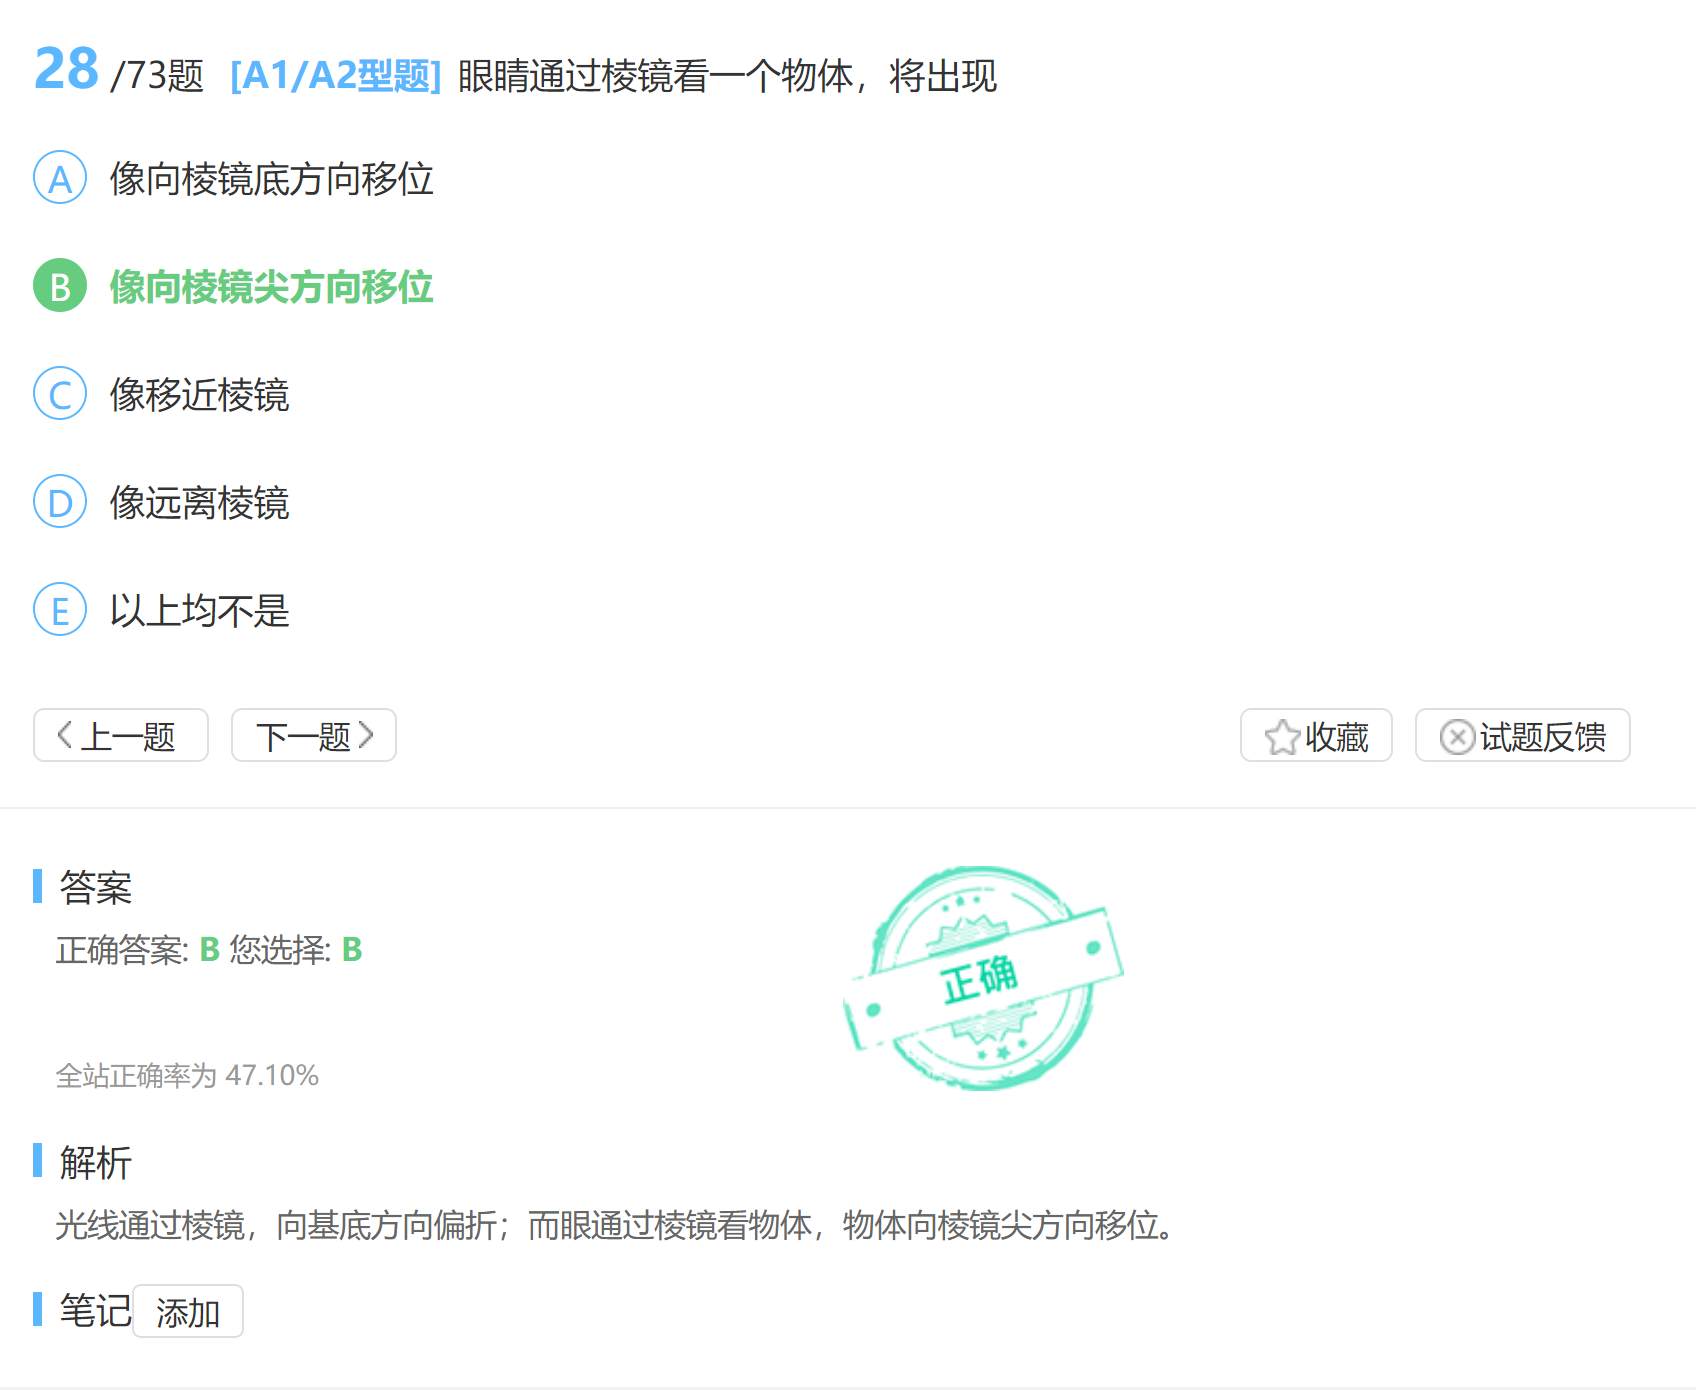 28 /73题 [A1/A2型题] 眼睛通过棱镜看一个物体，将出现
A 像向棱镜底方向移位
B 像向棱镜尖方向移位
C 像移近棱镜
D 像远离棱镜
E 以上均不是
上一题 下一题 收藏 试题反馈
答案
正确答案: B 您选择: B
正确
全站正确率为 47.10%
解析
光线通过棱镜，向基底方向偏折；而眼通过棱镜看物体，物体向棱镜尖方向移位。
笔记 添加